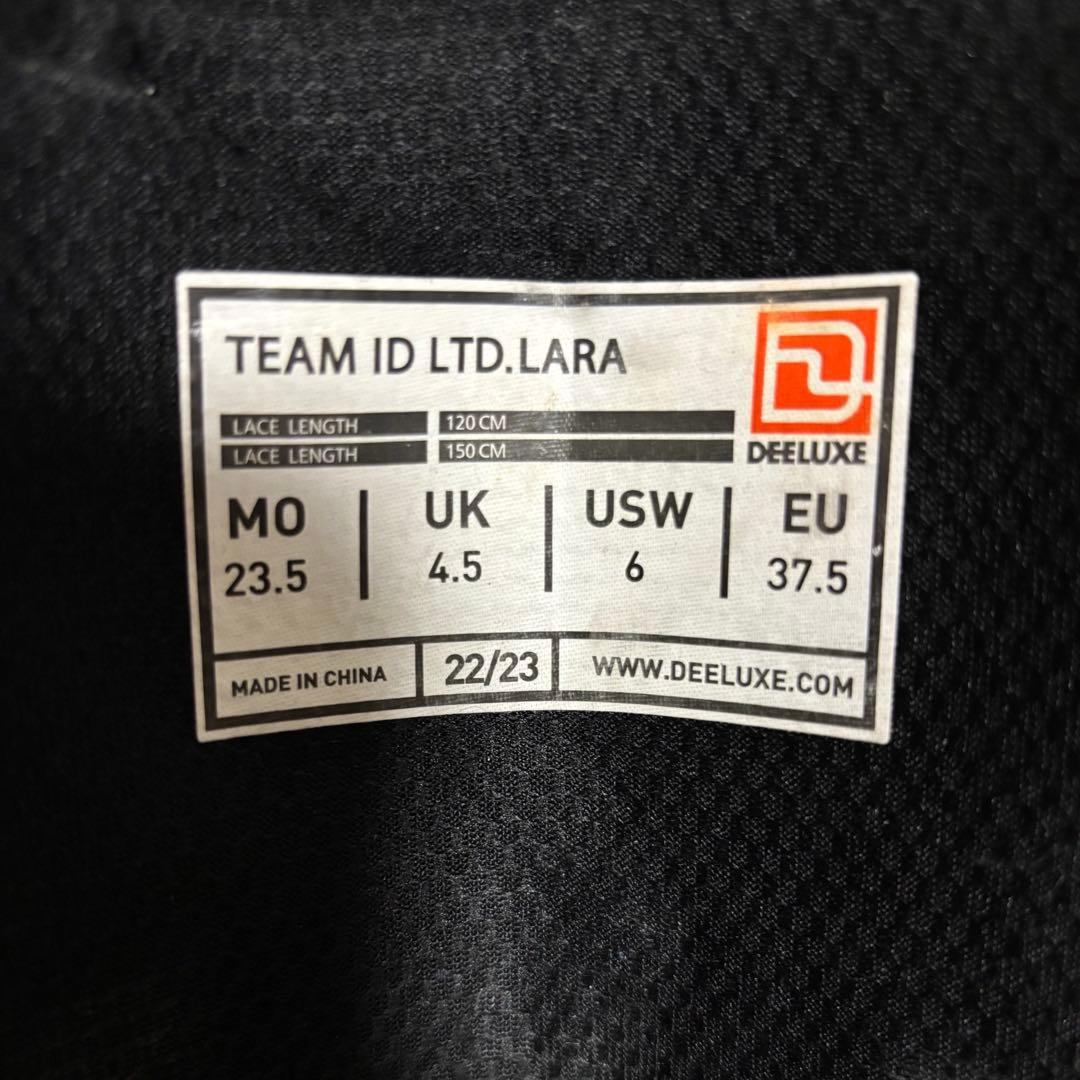 TEAM ID LTD.LARA
LACE LENGTH 120 CM
LACE LENGTH 150 CM
DEELUXE
MO UK USW EU
23.5 4.5 6 37.5
MADE IN CHINA 22/23 WWW.DEELUXE.COM